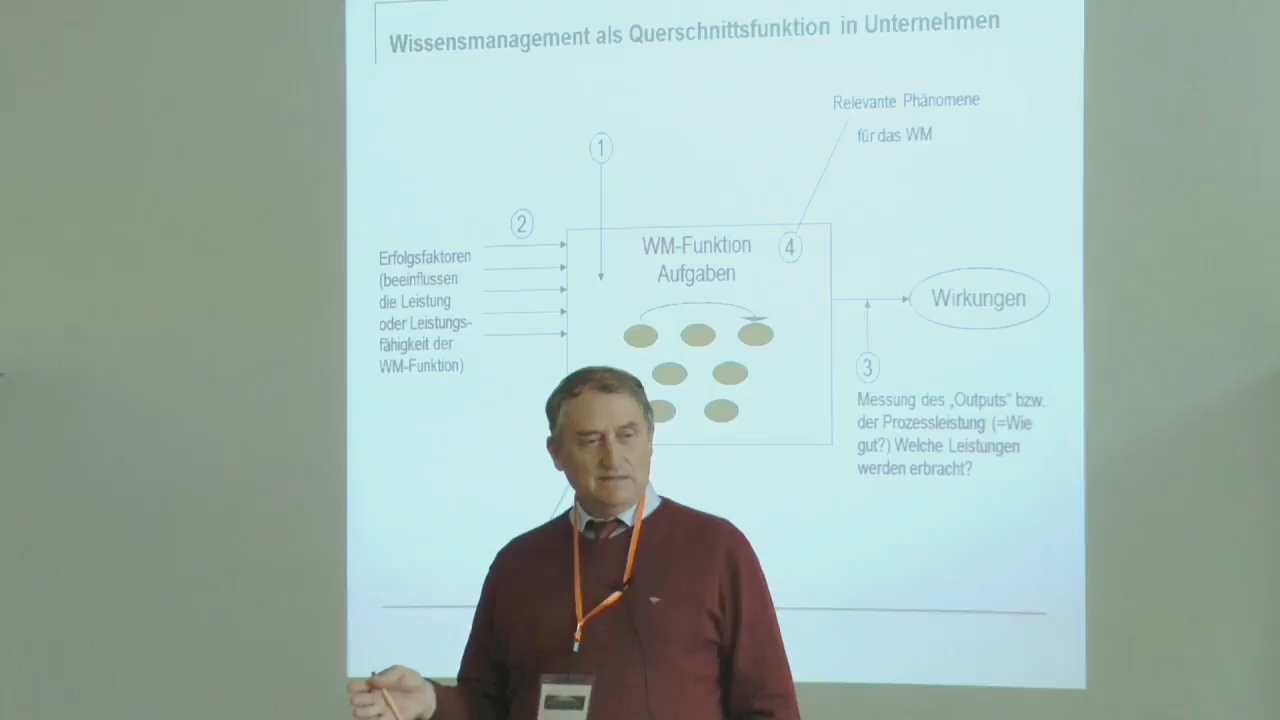 Wissensmanagement als Querschnittsfunktion in Unternehmen
Relevante Phänomene
für das WM
1
2
Erfolgsfaktoren
(beeinflussen
die Leistung
oder Leistungs-
fähigkeit der
WM-Funktion)
WM-Funktion
Aufgaben
4
Wirkungen
3
Messung des „Outputs“ bzw.
der Prozessleistung (=Wie
gut?) Welche Leistungen
werden erbracht?